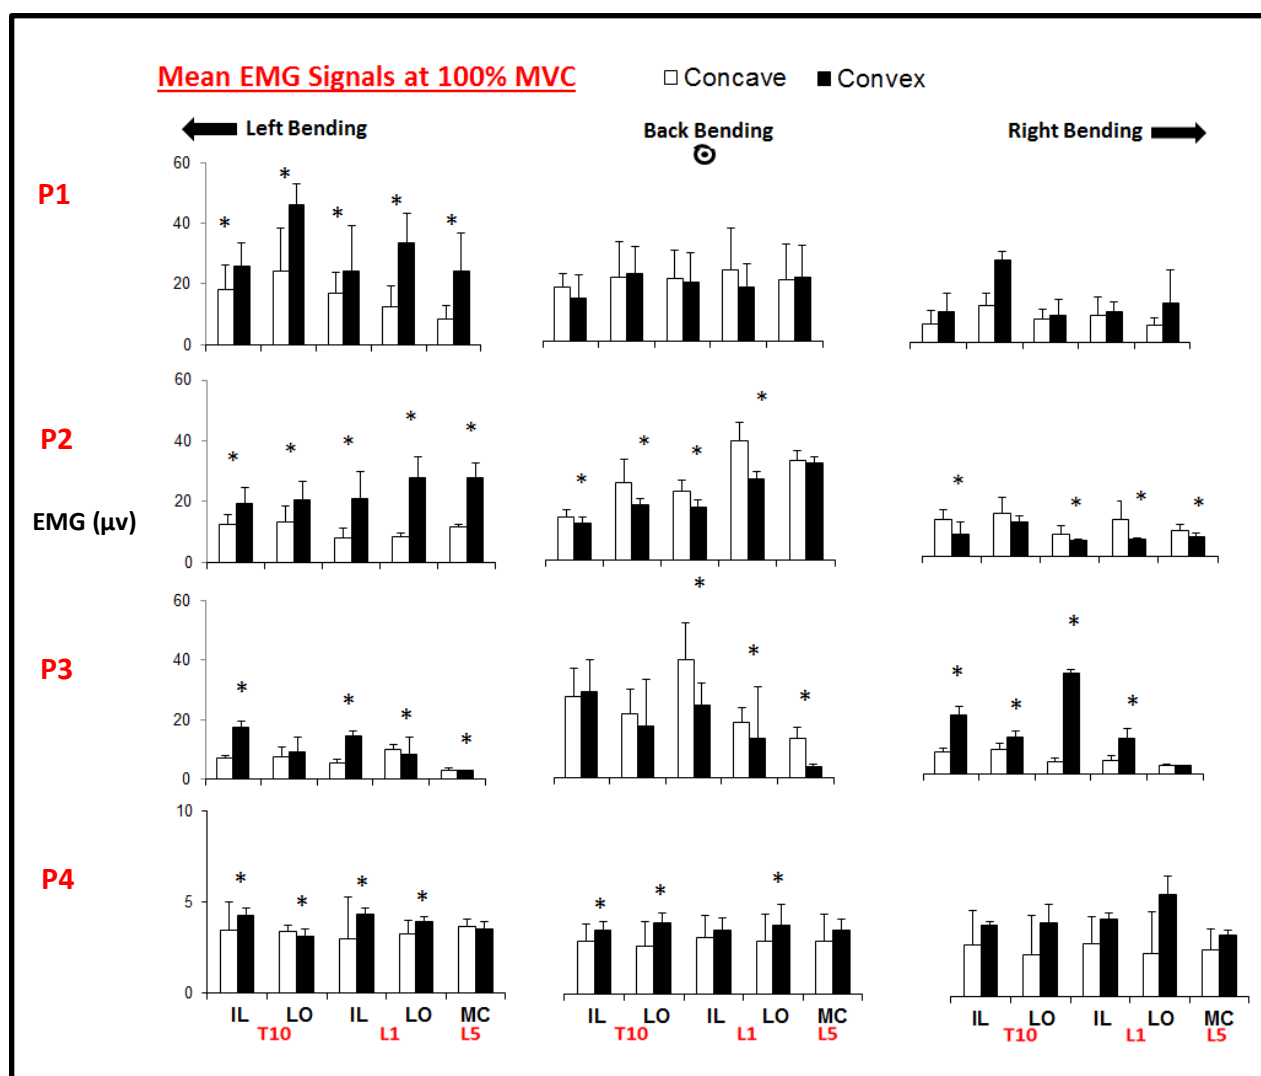 Mean EMG Signals at 100% MVC
Concave Convex
Left Bending Back Bending Right Bending
P1
60
40
20
0
P2
EMG (μv)
60
40
20
0
P3
60
40
20
0
P4
10
5
0
IL LO IL LO MC IL LO IL LO MC IL LO IL LO MC
T10 L1 L5 T10 L1 L5 T10 L1 L5